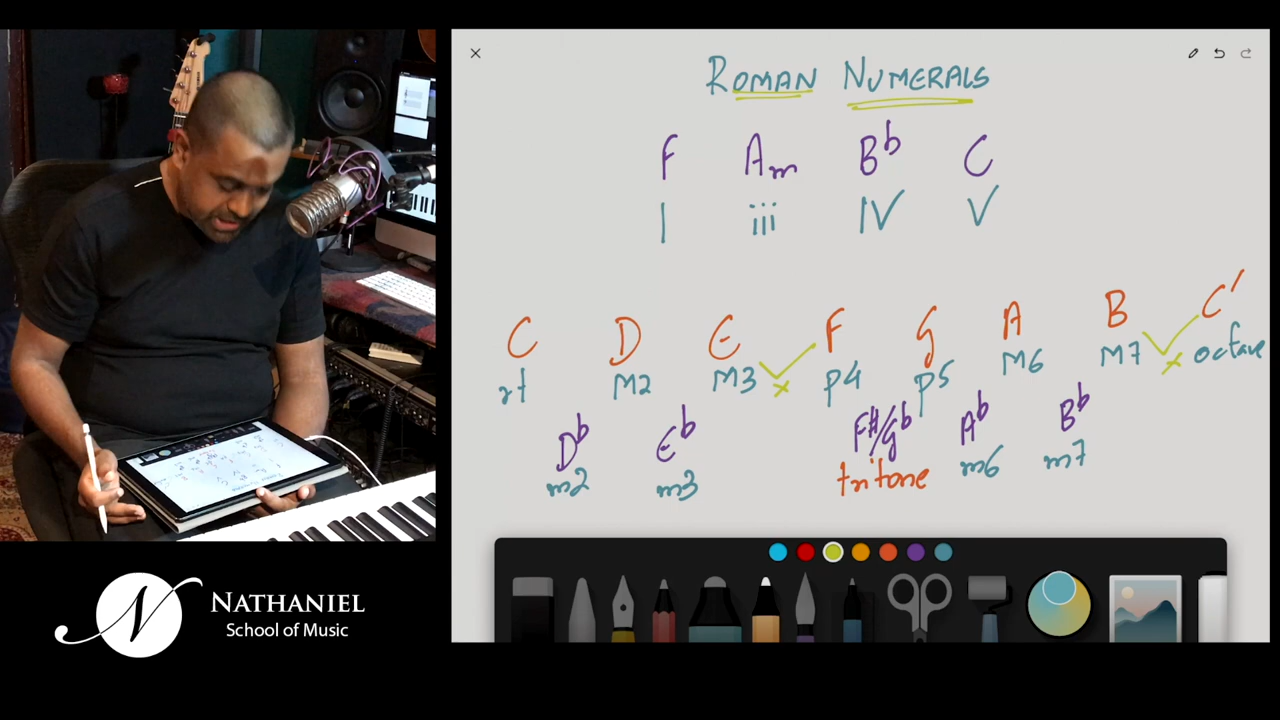 ROMAN NUMERALS
F Am Bb C
I iii IV V
C D E F G A B C'
rt M2 M3 P4 P5 M6 M7 octave
Db Eb F#/Gb Ab Bb
m2 m3 tritone m6 m7
N NATHANIEL
School of Music